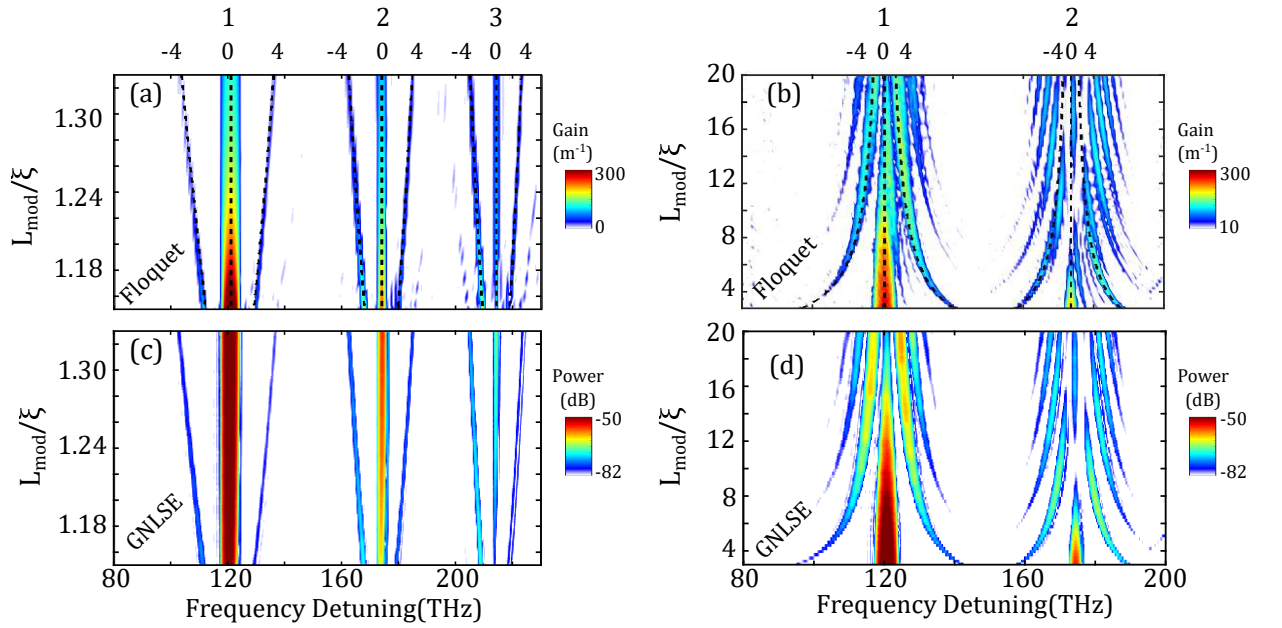 1 2 3
-4 0 4 -4 0 4 -4 0 4
(a)
1.30
1.24
1.18
L_mod/ξ
Floquet
Gain
(m⁻¹)
300
0
1 2
-4 0 4 -4 0 4
(b)
20
16
12
8
4
L_mod/ξ
Floquet
Gain
(m⁻¹)
300
10
(c)
1.30
1.24
1.18
L_mod/ξ
GNLSE
Power
(dB)
-50
-82
80 120 160 200
Frequency Detuning(THz)
(d)
20
16
12
8
4
L_mod/ξ
GNLSE
Power
(dB)
-50
-82
80 120 160 200
Frequency Detuning(THz)